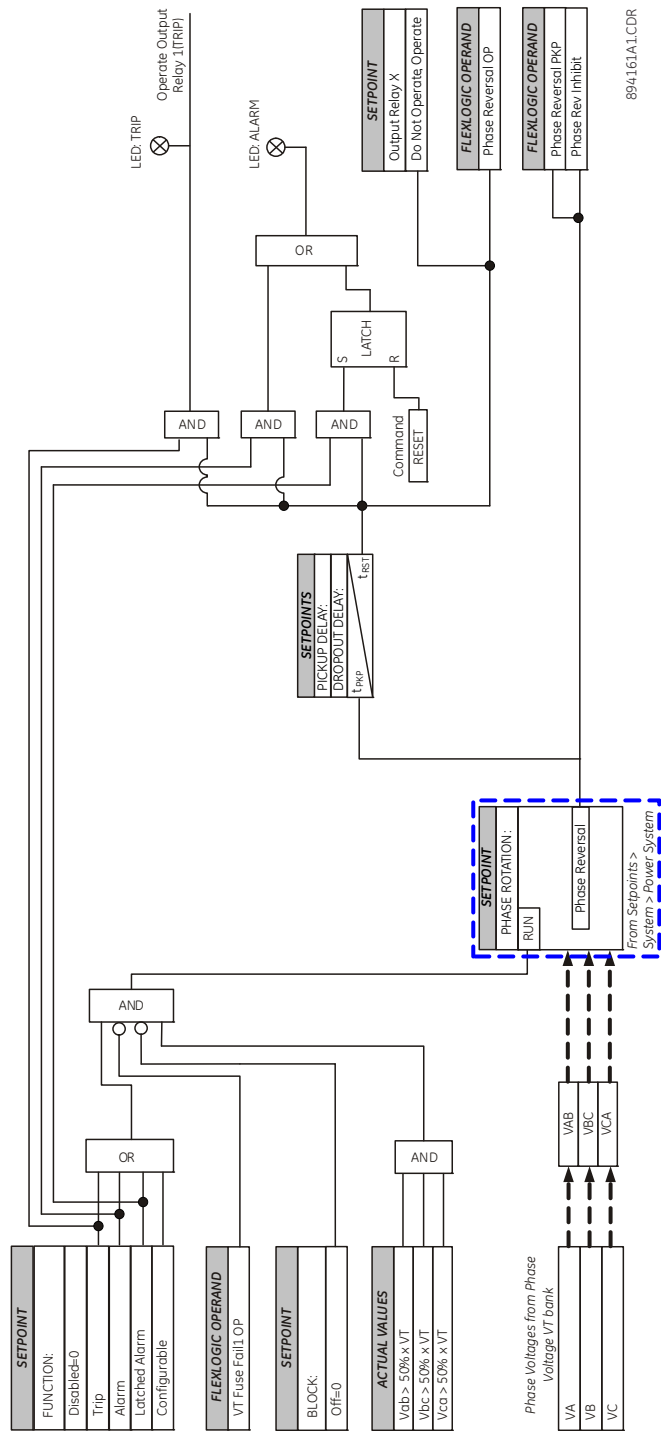 SETPOINT
FUNCTION:
Disabled=0
Trip
Alarm
Latched Alarm
Configurable
FLEXLOGIC OPERAND
VT Fuse Fail1 OP
SETPOINT
BLOCK:
Off=0
ACTUAL VALUES
Vab > 50% x VT
Vbc > 50% x VT
Vca > 50% x VT
Phase Voltages from Phase
Voltage VT bank
VA
VB
VC
OR
AND
AND
VAB
VBC
VCA
SETPOINT
PHASE ROTATION:
RUN
Phase Reversal
From Setpoints >
System > Power System
SETPOINTS
PICKUP DELAY:
DROPOUT DELAY:
tPKP
tRST
AND
AND
AND
Command
RESET
S
R
LATCH
OR
LED: TRIP
Operate Output
Relay 1(TRIP)
LED: ALARM
SETPOINT
Output Relay X
Do Not Operate, Operate
FLEXLOGIC OPERAND
Phase Reversal OP
FLEXLOGIC OPERAND
Phase Reversal PKP
Phase Rev Inhibit
894161A1.CDR